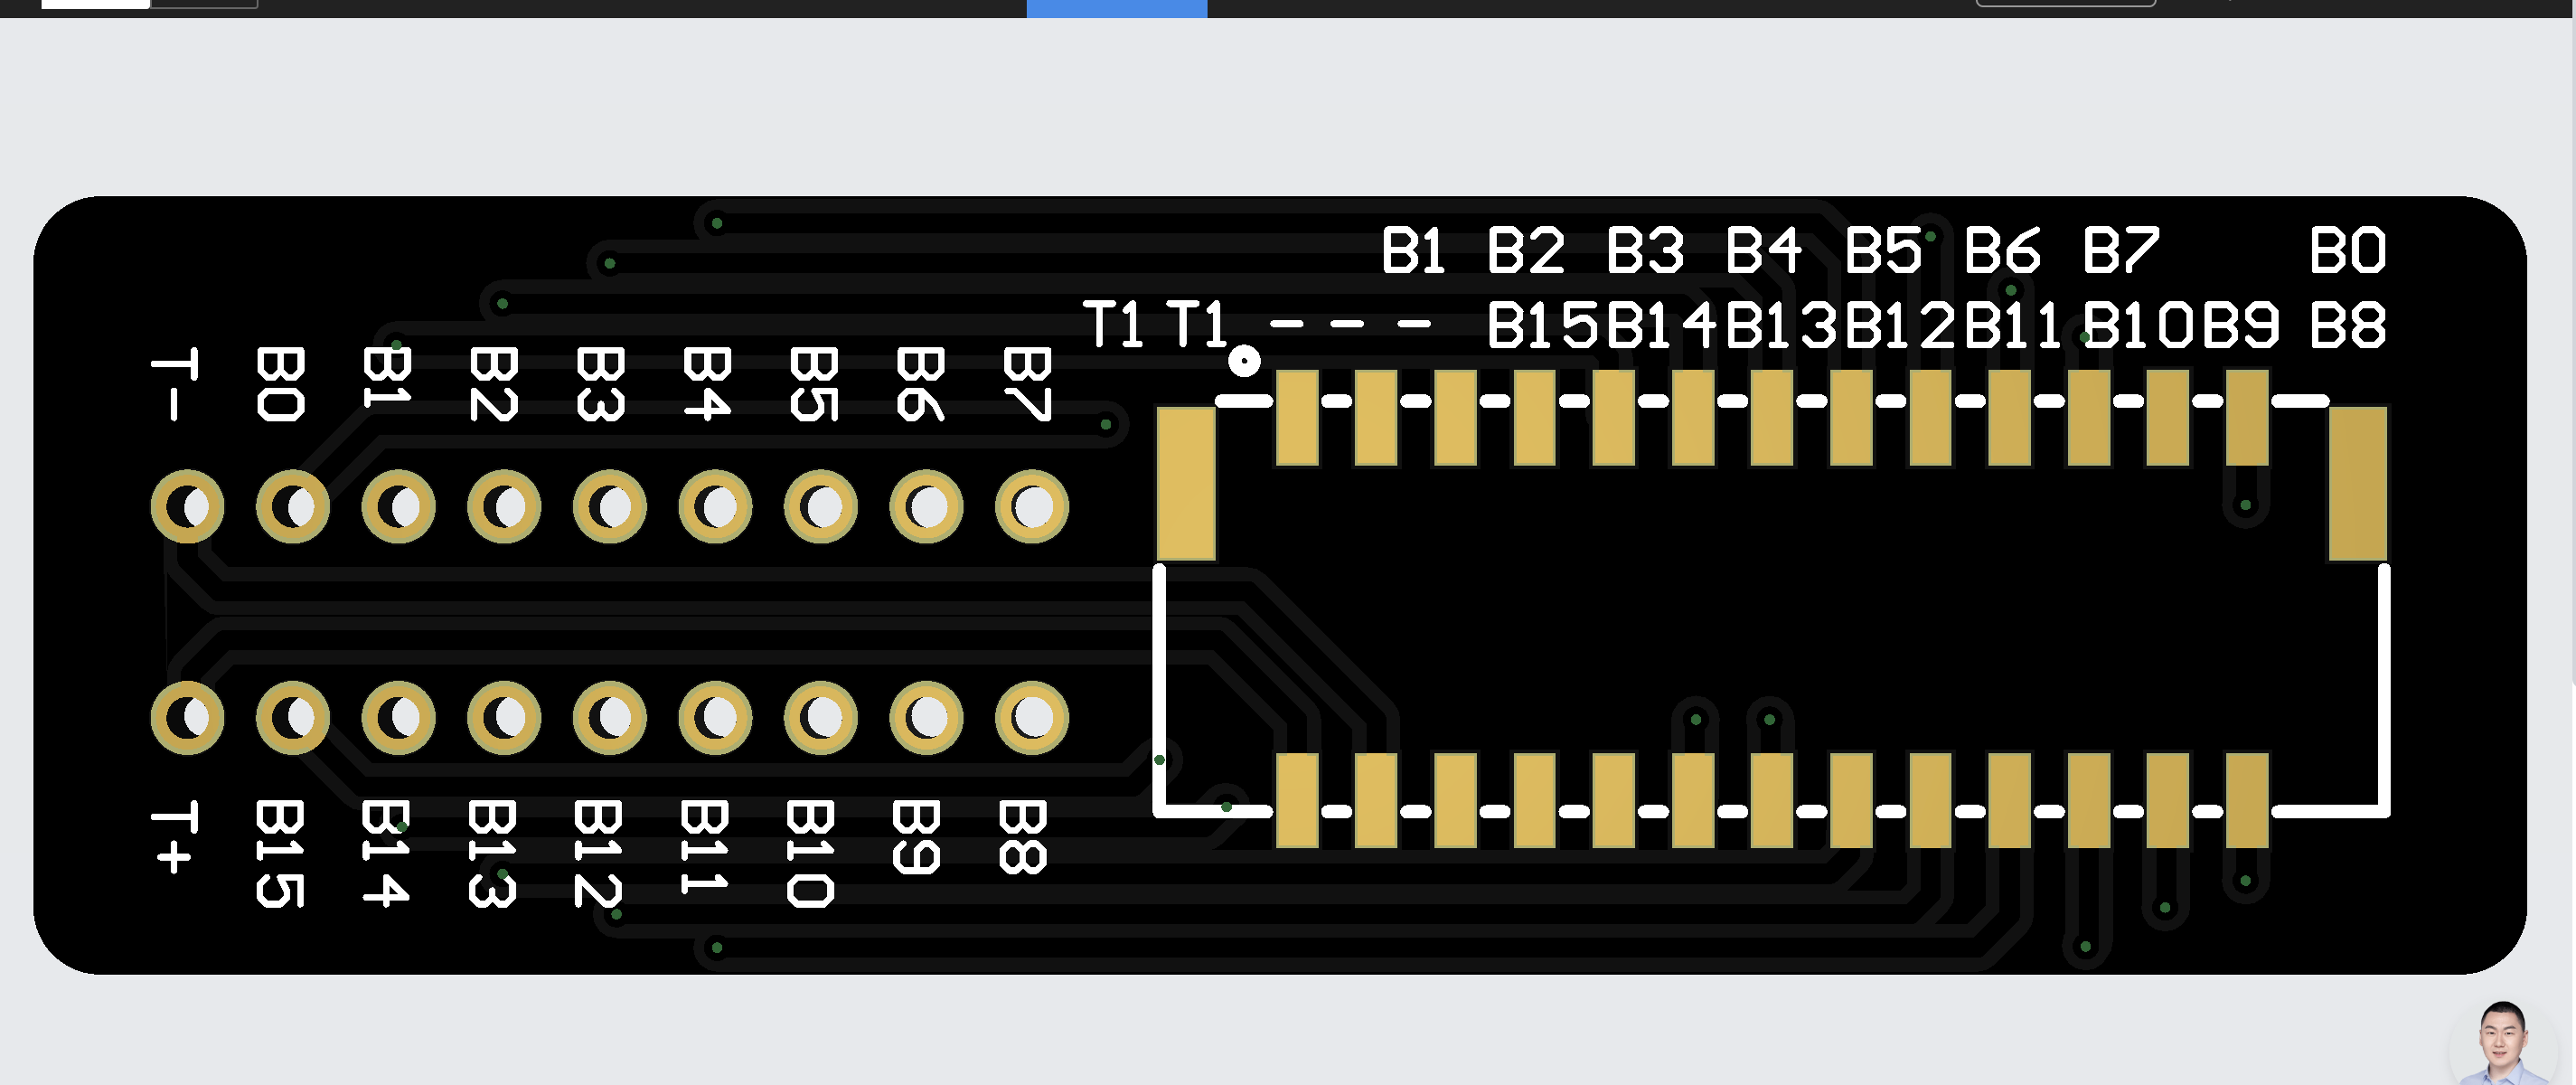 B1 B2 B3 B4 B5 B6 B7 B0
T1 T1 - - - B15 B14 B13 B12 B11 B10 B9 B8
T- B0 B1 B2 B3 B4 B5 B6 B7
T+ B15 B14 B13 B12 B11 B10 B9 B8